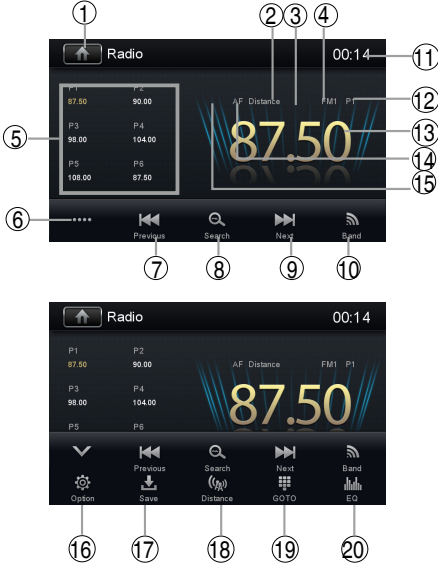 ① ② ③ ④
Radio 00:14 ⑪
P1 P2
AF Distance FM1 P1 ⑫
87.50 90.00
⑤ P3 P4 87.50 ⑬
98.00 104.00
⑭
P5 P6
108.00 87.50 ⑮
⑥ Previous Search Next Band
⑦ ⑧ ⑨ ⑩
Radio 00:14
P1 P2
AF Distance FM1 P1
87.50 90.00
P3 P4 87.50
98.00 104.00
P5 P6
Previous Search Next Band
Option Save Distance GOTO EQ
⑯ ⑰ ⑱ ⑲ ⑳